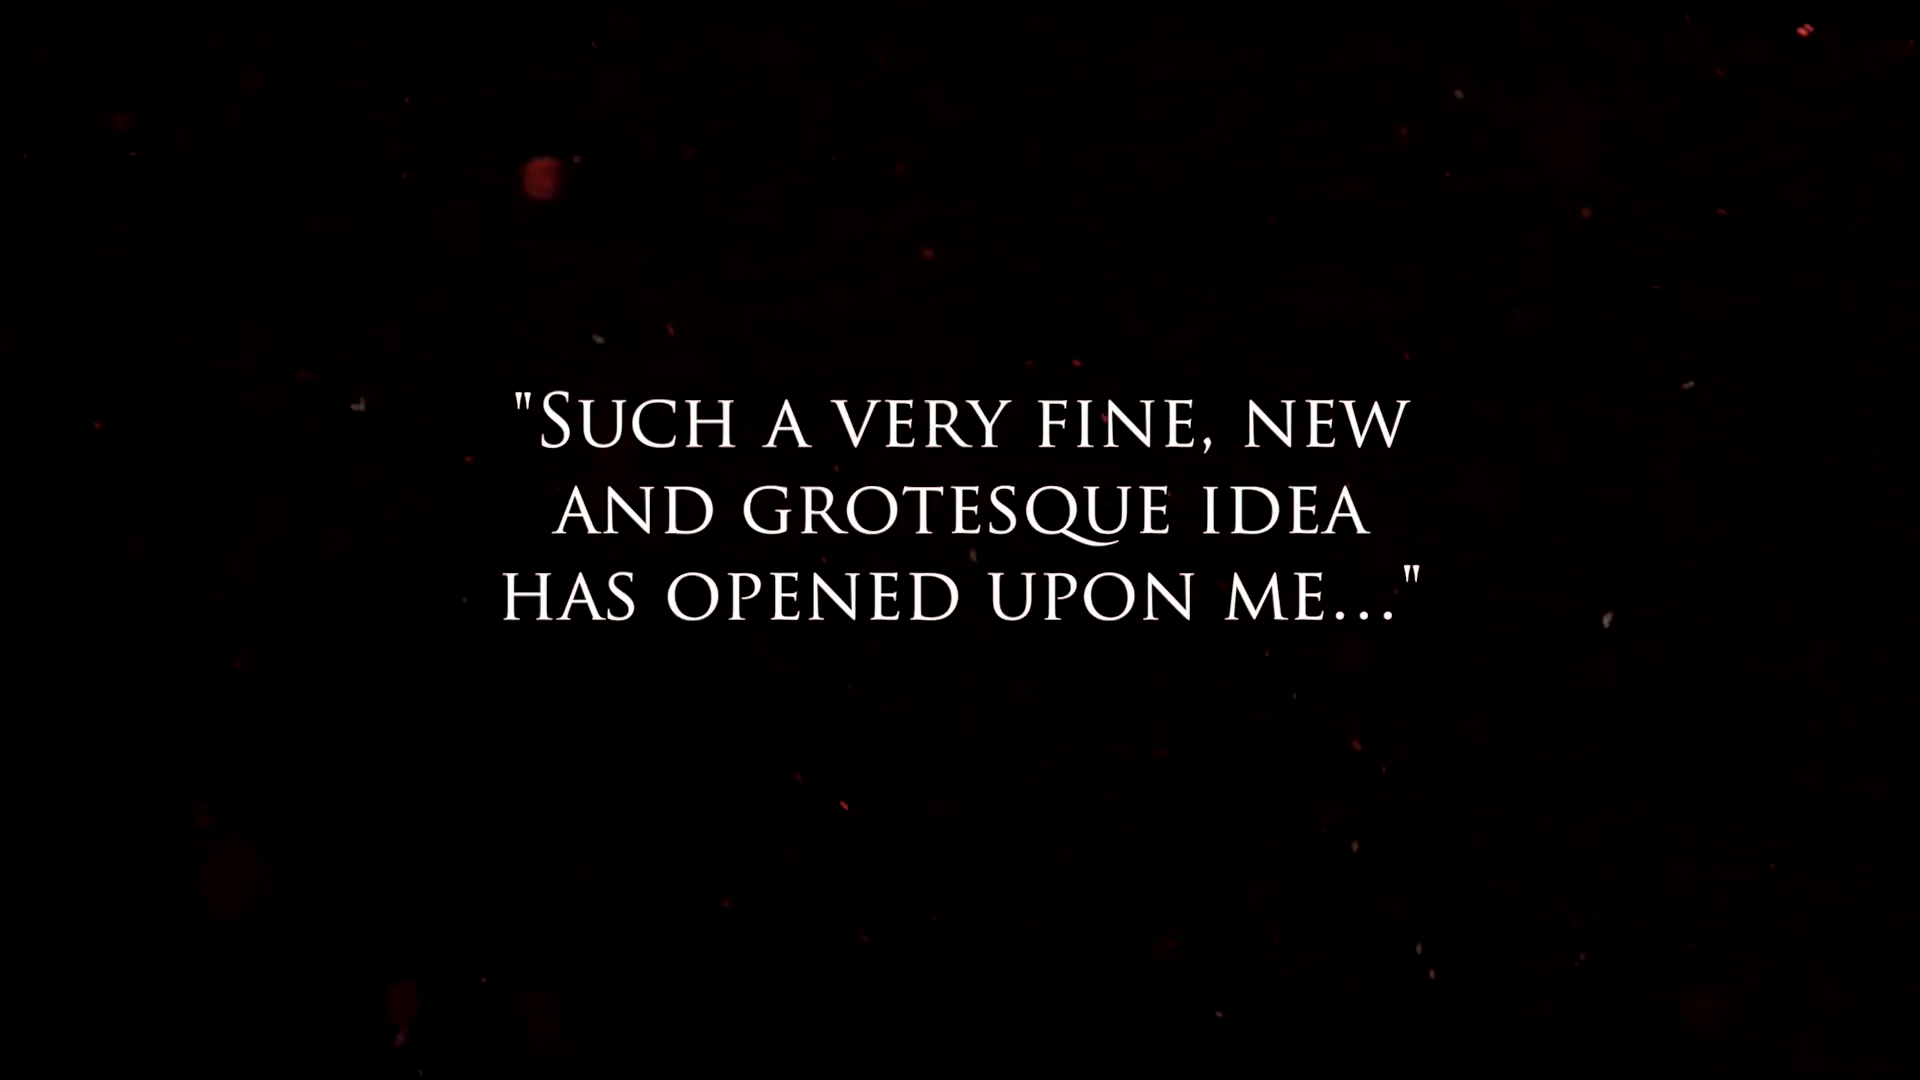 "Such a very fine, new
and grotesque idea
has opened upon me..."